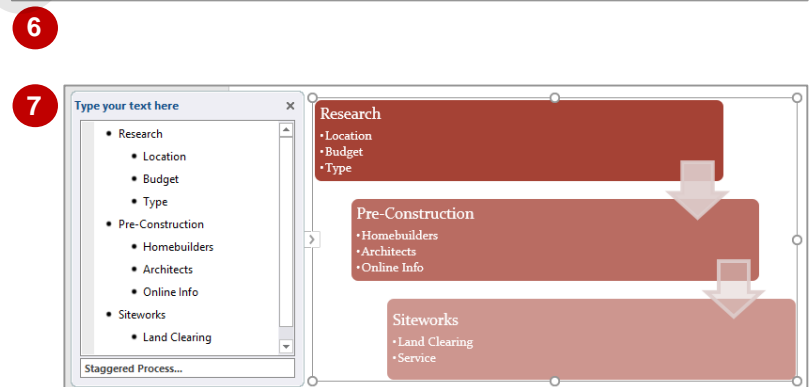 6
7
Type your text here
• Research
• Location
• Budget
• Type
• Pre-Construction
• Homebuilders
• Architects
• Online Info
• Siteworks
• Land Clearing
Staggered Process...
Research
•Location
•Budget
•Type
Pre-Construction
•Homebuilders
•Architects
•Online Info
Siteworks
•Land Clearing
•Service